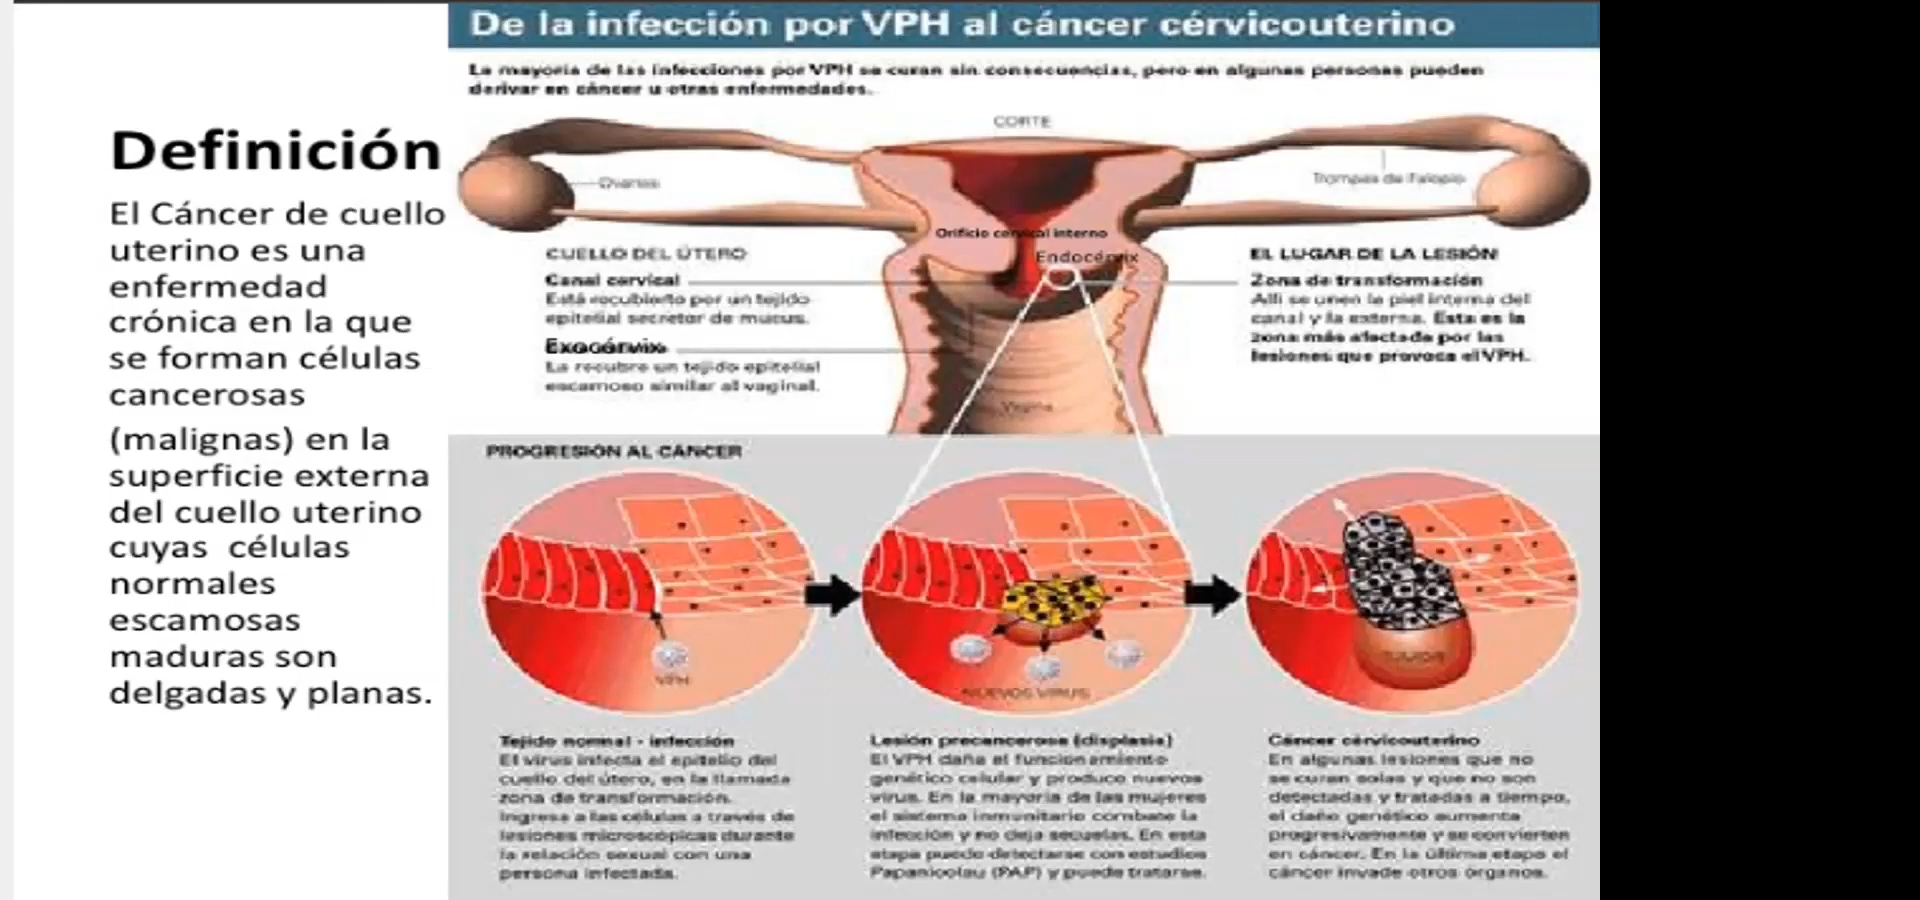 De la infección por VPH al cáncer cérvicouterino
La mayoría de las infecciones por VPH se curan sin consecuencias, pero en algunas personas pueden
derivar en cáncer u otras enfermedades.
Definición
El Cáncer de cuello
uterino es una
enfermedad
crónica en la que
se forman células
cancerosas
(malignas) en la
superficie externa
del cuello uterino
cuyas células
normales
escamosas
maduras son
delgadas y planas.
CORTE
Ovarios
Trompas de Falopio
Orificio cervical interno
Endocérvix
CUELLO DEL ÚTERO
Canal cervical
Está recubierto por un tejido
epitelial secretor de mucus.
Exocérvix
La recubre un tejido epitelial
escamoso similar al vaginal.
Vagina
EL LUGAR DE LA LESIÓN
Zona de transformación
Allí se unen la piel interna del
canal y la externa. Esta es la
zona más afectada por las
lesiones que provoca el VPH.
PROGRESIÓN AL CÁNCER
VPH
NUEVOS VIRUS
TUMOR
Tejido normal - infección
El virus infecta el epitelio del
cuello del útero, en la llamada
zona de transformación.
Ingresa a las células a través de
lesiones microscópicas durante
la relación sexual con una
persona infectada.
Lesión precancerosa (displasia)
El VPH daña el funcionamiento
genético celular y produce nuevos
virus. En la mayoría de las mujeres
el sistema inmunitario combate la
infección y no deja secuelas. En esta
etapa puede detectarse con estudios
Papanicolau (PAP) y puede tratarse.
Cáncer cérvicouterino
En algunas lesiones que no
se curan solas y que no son
detectadas y tratadas a tiempo,
el daño genético aumenta
progresivamente y se convierten
en cáncer. En la última etapa el
cáncer invade otros órganos.